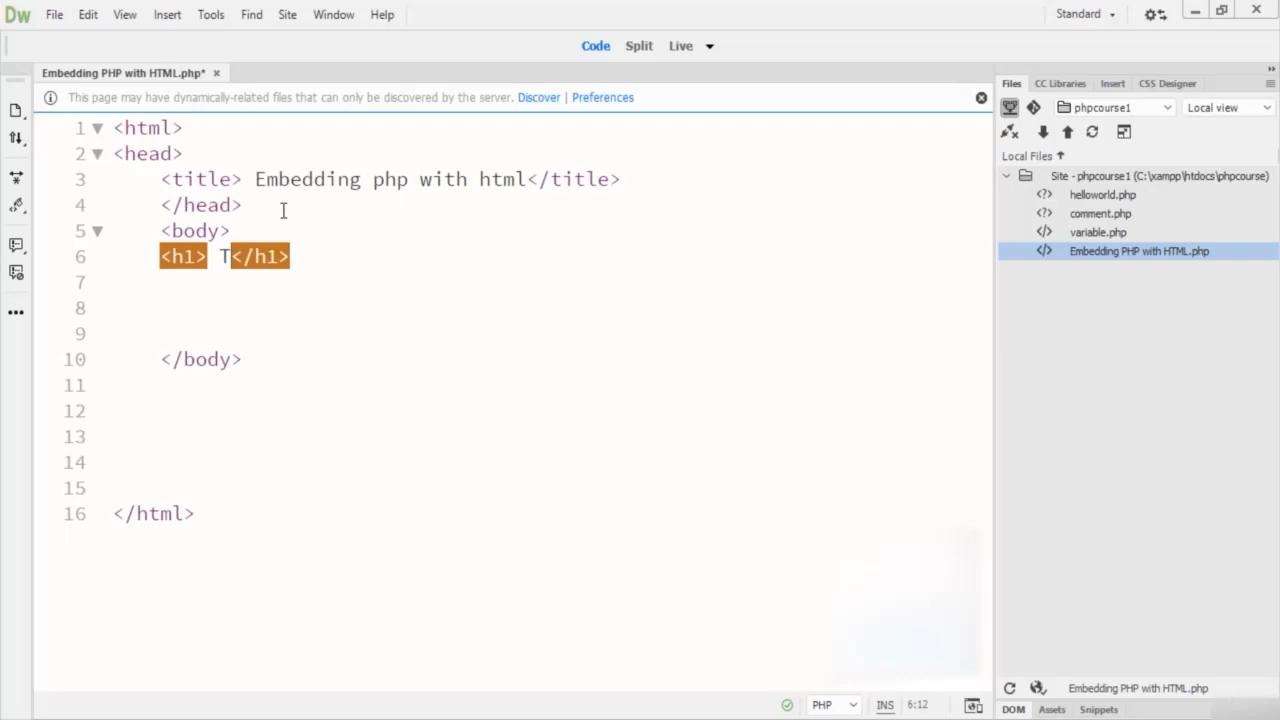 Dw File Edit View Insert Tools Find Site Window Help Standard
Code Split Live
Embedding PHP with HTML.php* ×
This page may have dynamically-related files that can only be discovered by the server. Discover | Preferences
1 <html>
2 <head>
3 <title> Embedding php with html</title>
4 </head>
5 <body>
6 <h1> T</h1>
7
8
9
10 </body>
11
12
13
14
15
16 </html>
PHP INS 6:12
Files CC Libraries Insert CSS Designer
phpcourse1 Local view
Local Files
Site - phpcourse1 (C:\xampp\htdocs\phpcourse)
helloworld.php
comment.php
variable.php
Embedding PHP with HTML.php
Embedding PHP with HTML.php
DOM Assets Snippets